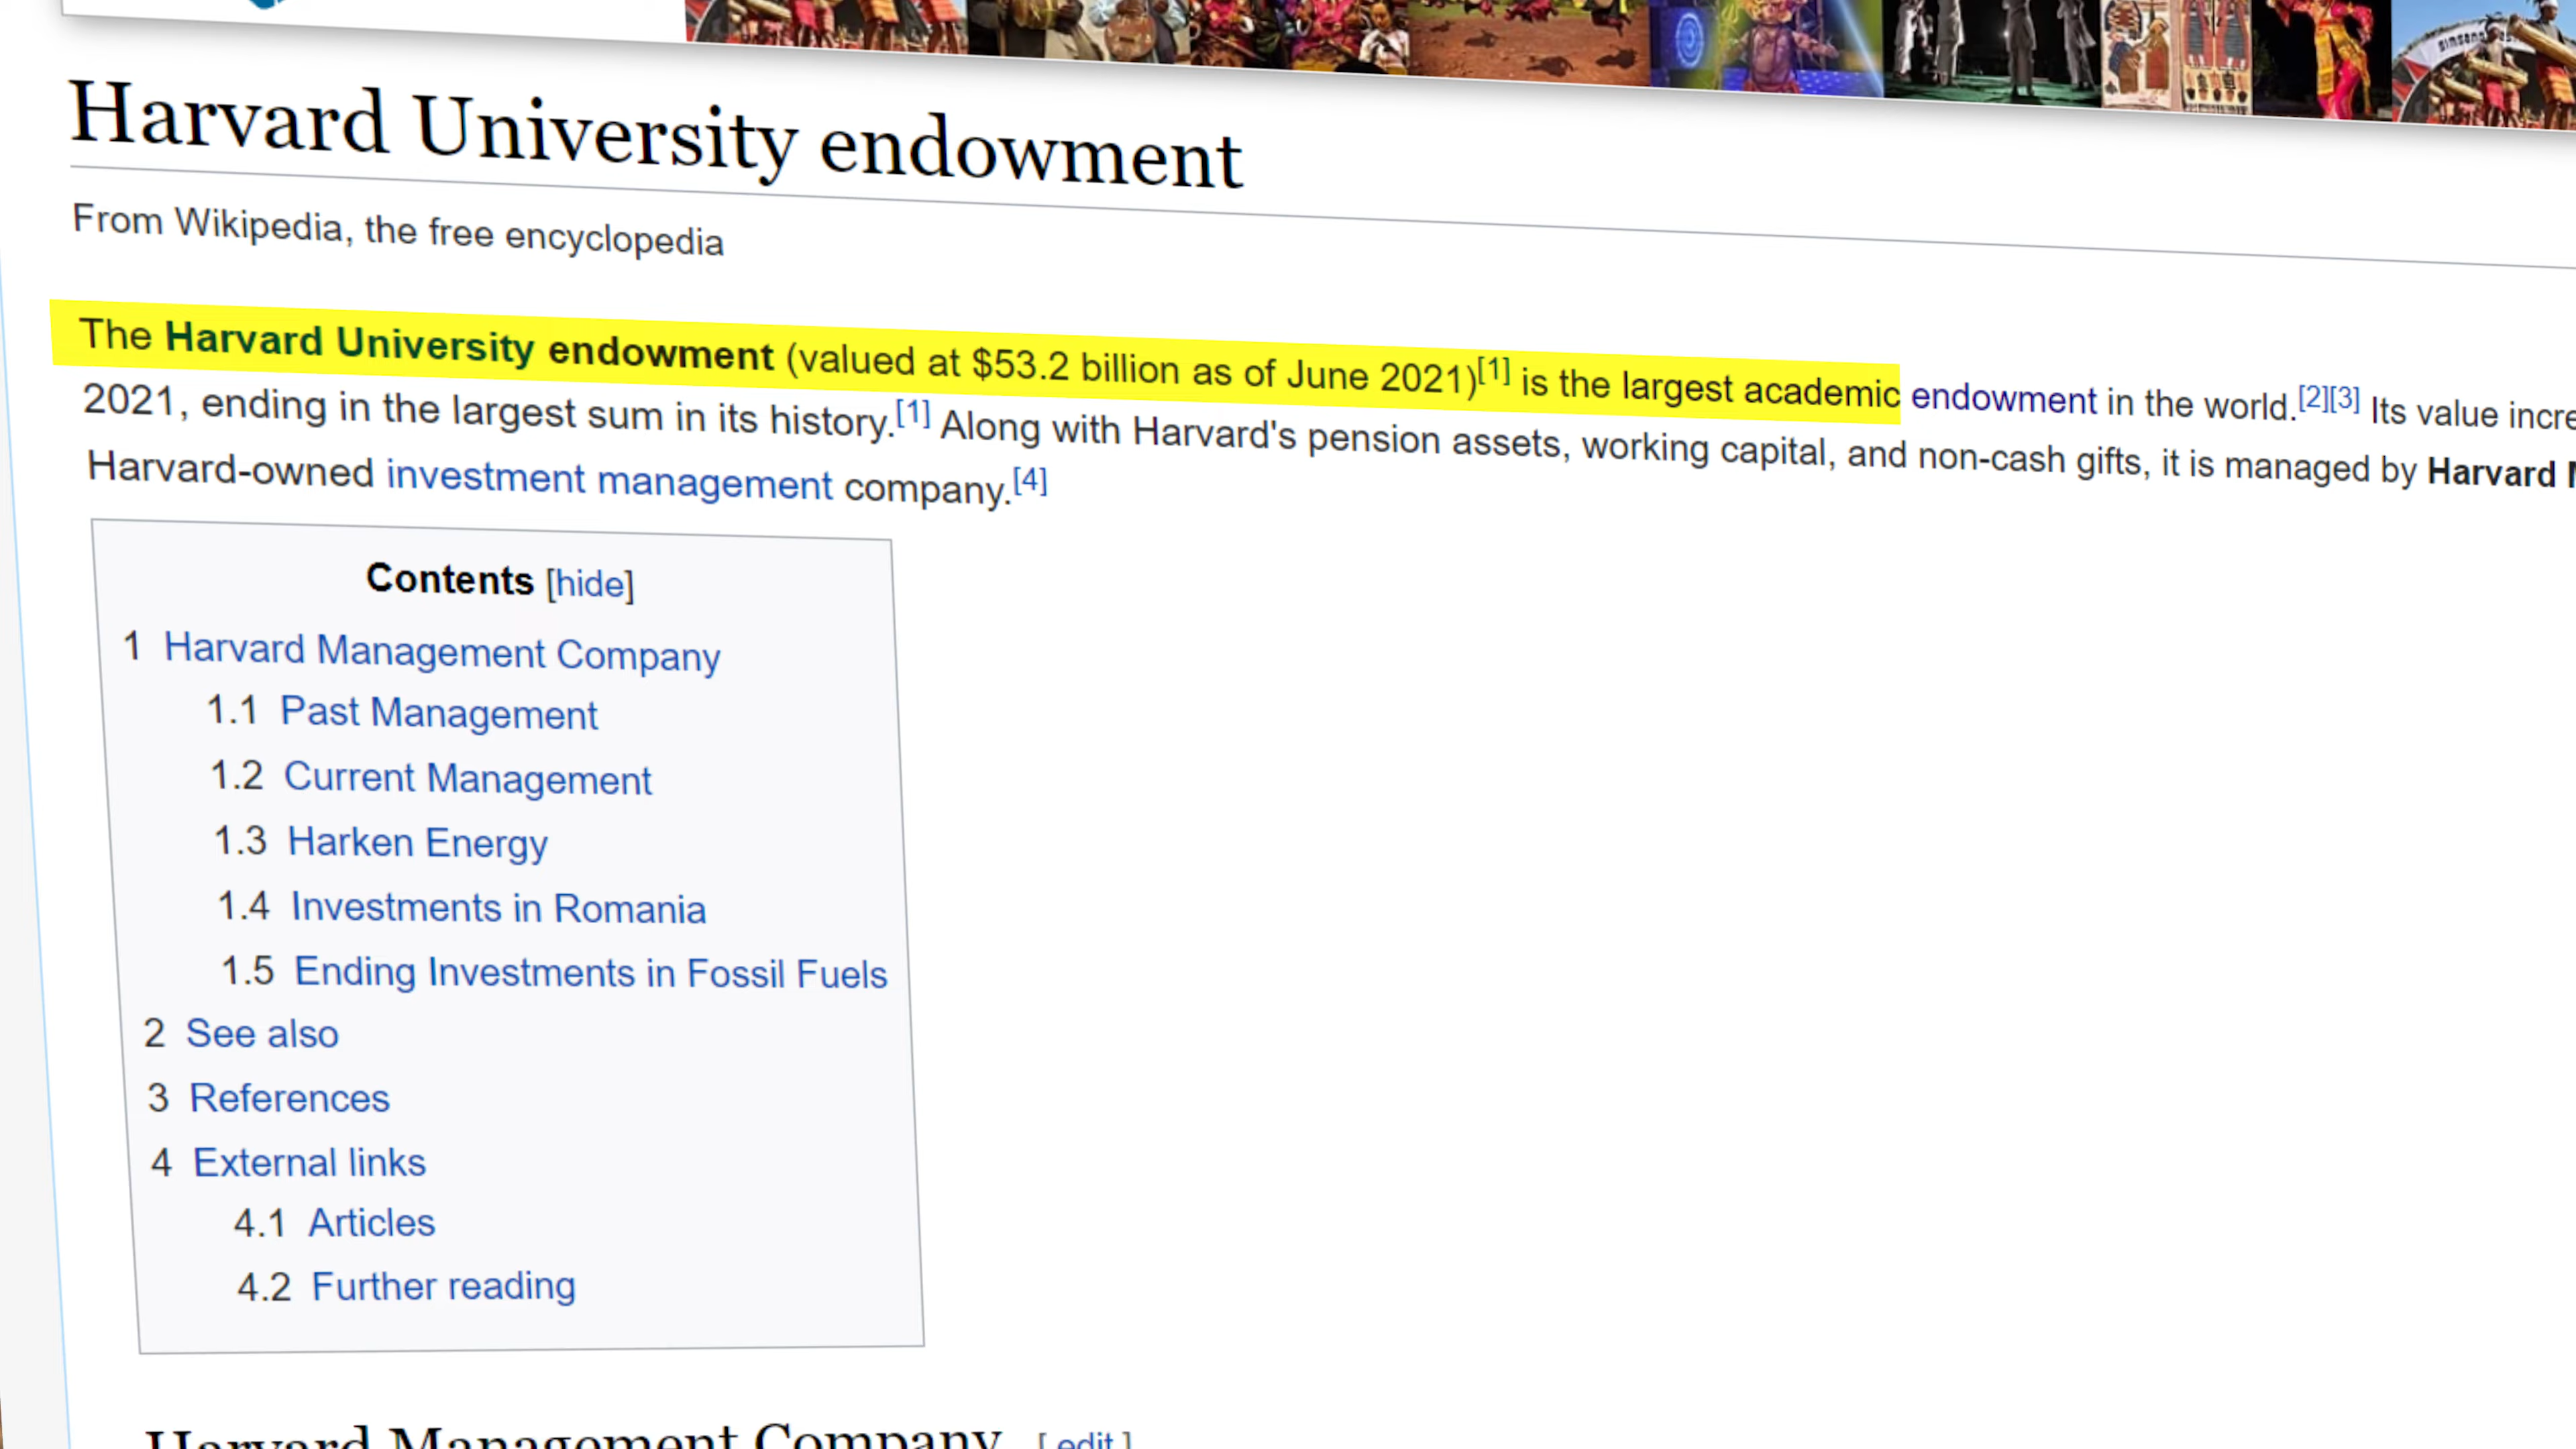 Harvard University endowment
From Wikipedia, the free encyclopedia
The Harvard University endowment (valued at $53.2 billion as of June 2021)[1] is the largest academic endowment in the world.[2][3] Its value incre
2021, ending in the largest sum in its history.[1] Along with Harvard's pension assets, working capital, and non-cash gifts, it is managed by Harvard
Harvard-owned investment management company.[4]
Contents [hide]
1 Harvard Management Company
1.1 Past Management
1.2 Current Management
1.3 Harken Energy
1.4 Investments in Romania
1.5 Ending Investments in Fossil Fuels
2 See also
3 References
4 External links
4.1 Articles
4.2 Further reading
Harvard Management Company [ edit ]